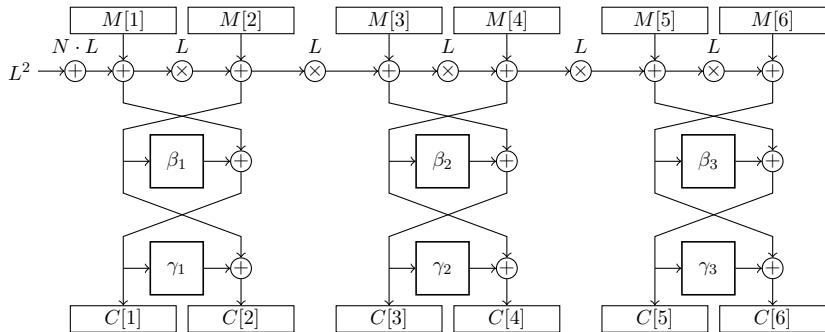 M[1] M[2] M[3] M[4] M[5] M[6]
N · L L L L L L
L²
β₁ β₂ β₃
γ₁ γ₂ γ₃
C[1] C[2] C[3] C[4] C[5] C[6]